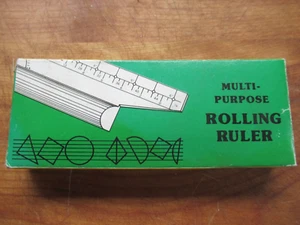 MULTI-
PURPOSE
ROLLING
RULER